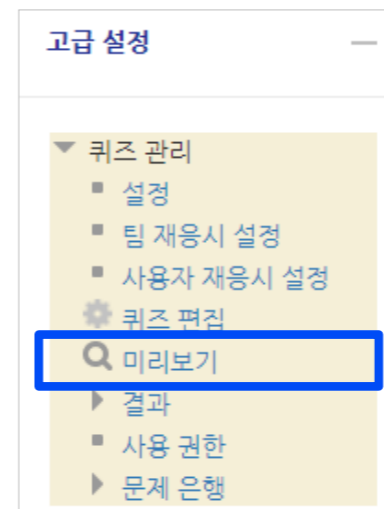 고급 설정
퀴즈 관리
설정
팀 재응시 설정
사용자 재응시 설정
퀴즈 편집
미리보기
결과
사용 권한
문제 은행